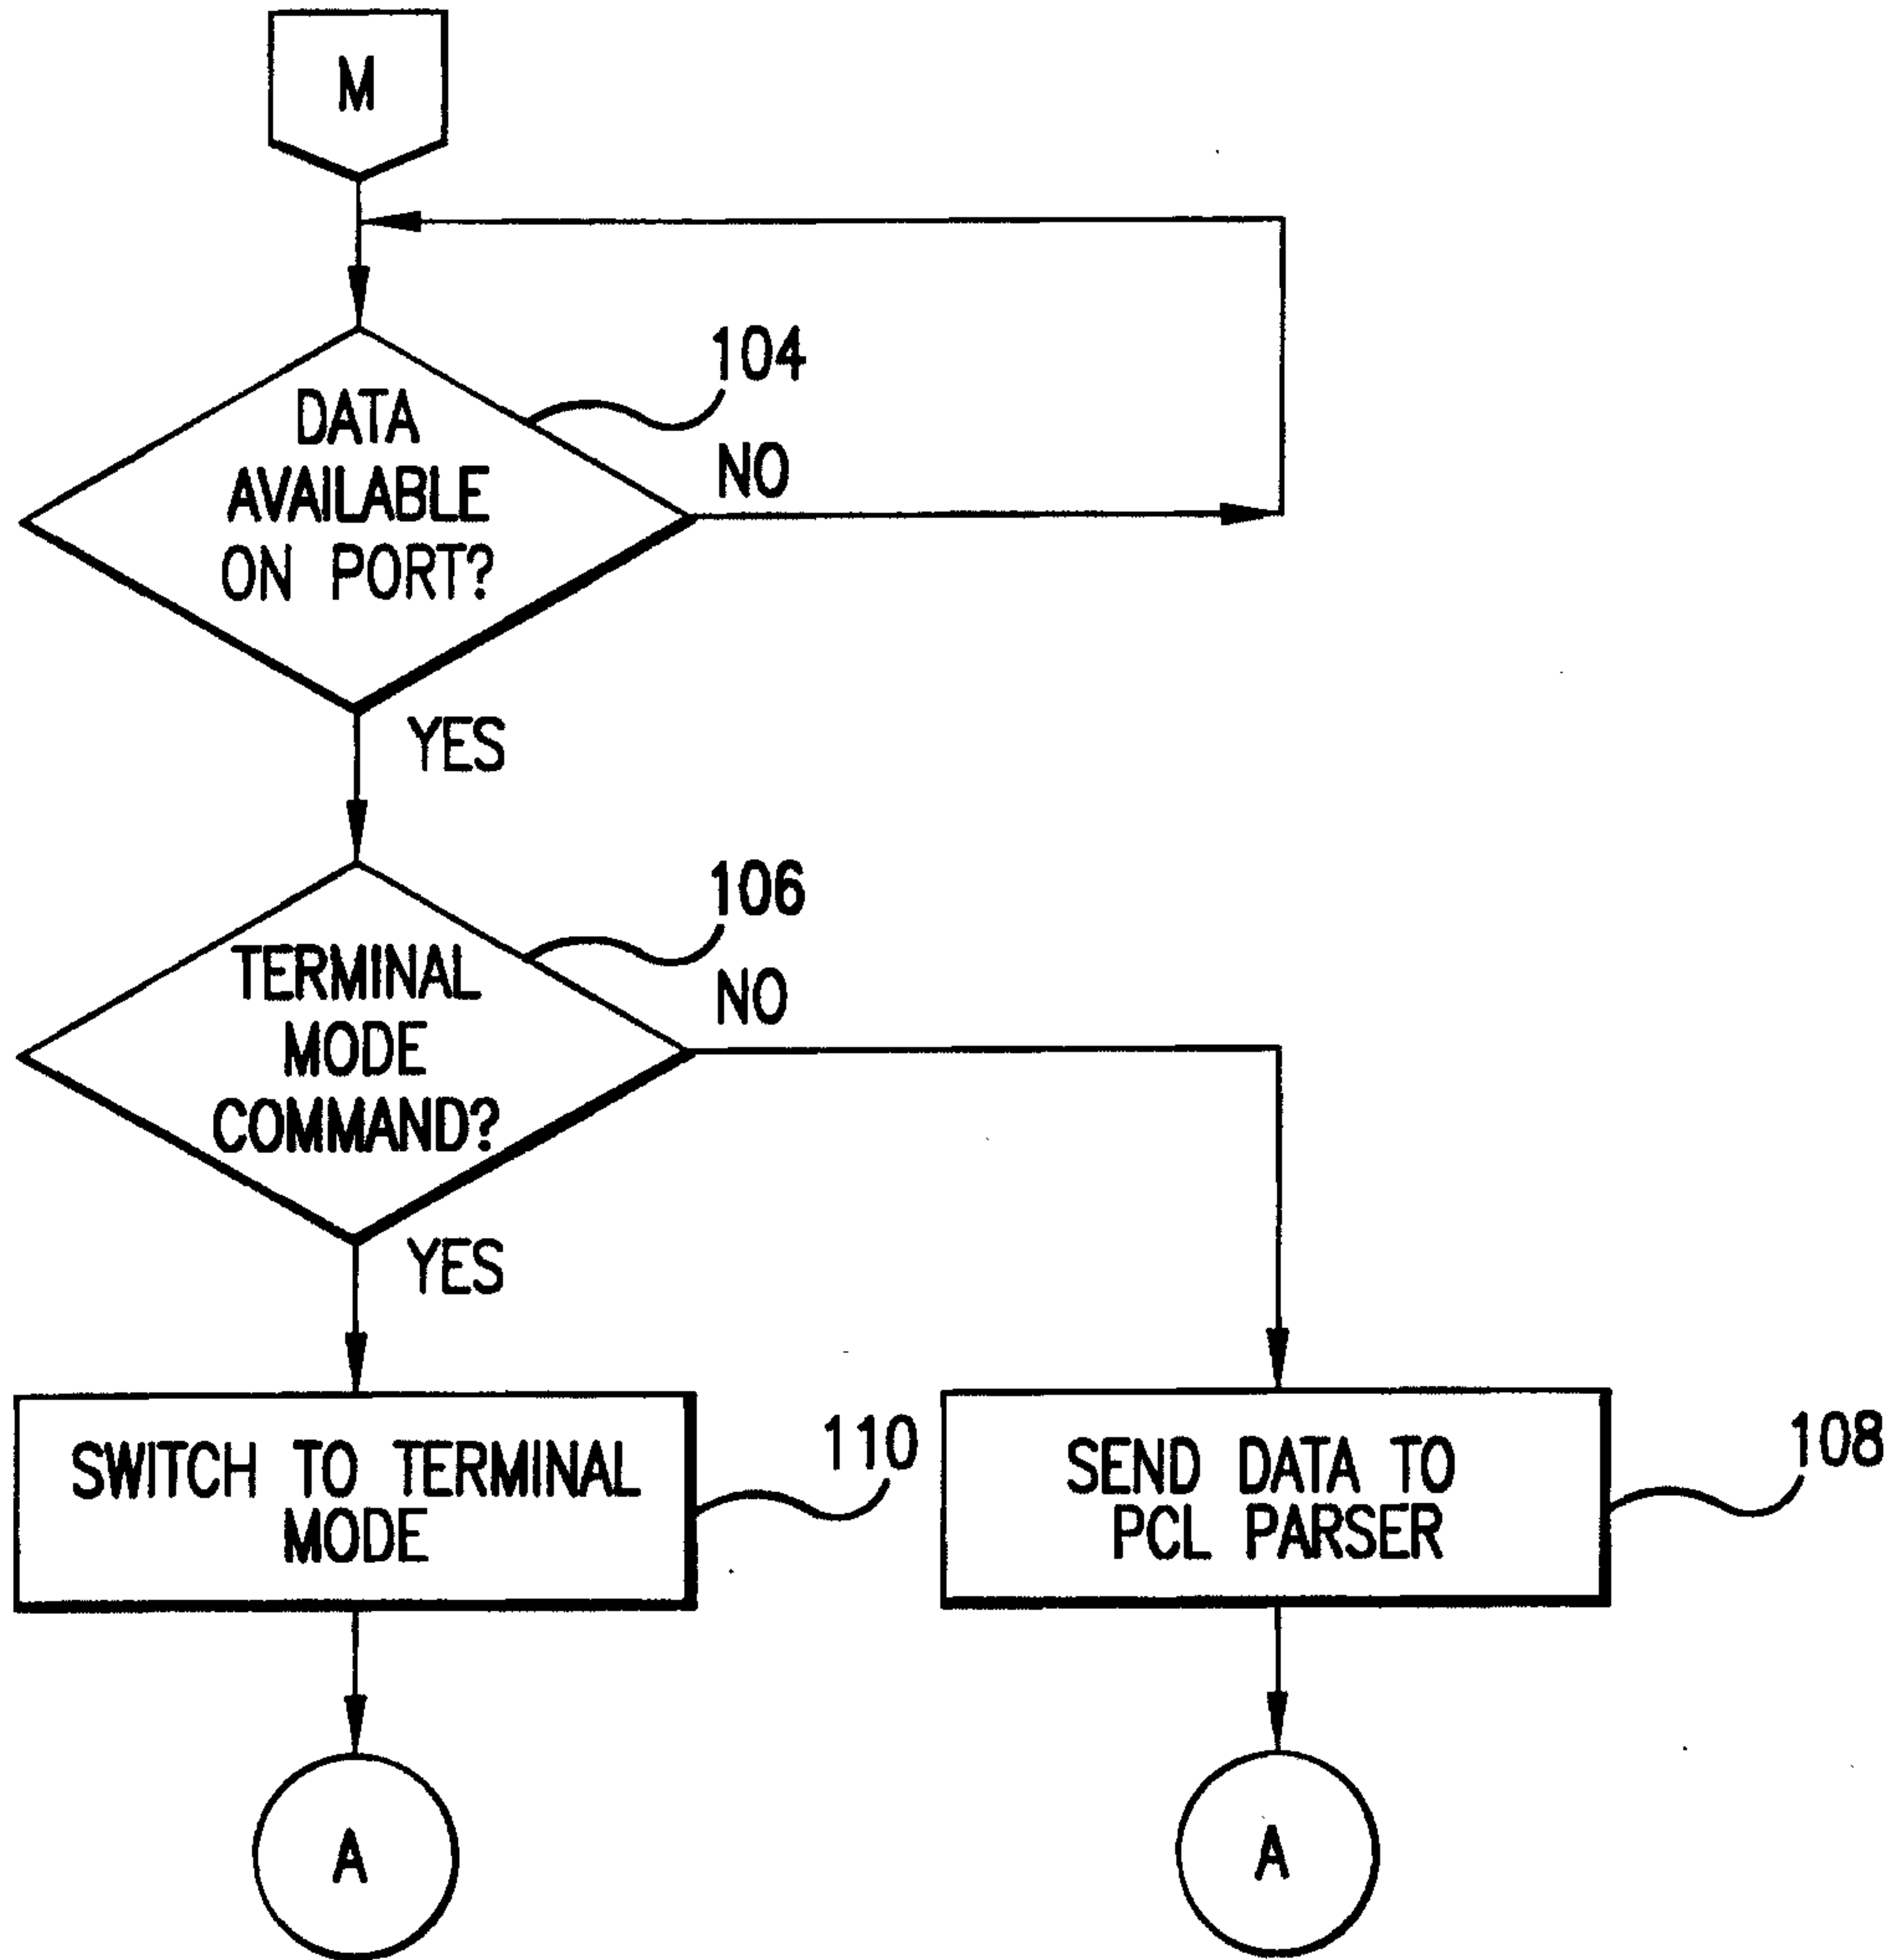 M
104
DATA
AVAILABLE
ON PORT?
NO
YES
106
TERMINAL
MODE
COMMAND?
NO
YES
SWITCH TO TERMINAL
MODE
110
SEND DATA TO
PCL PARSER
108
A
A